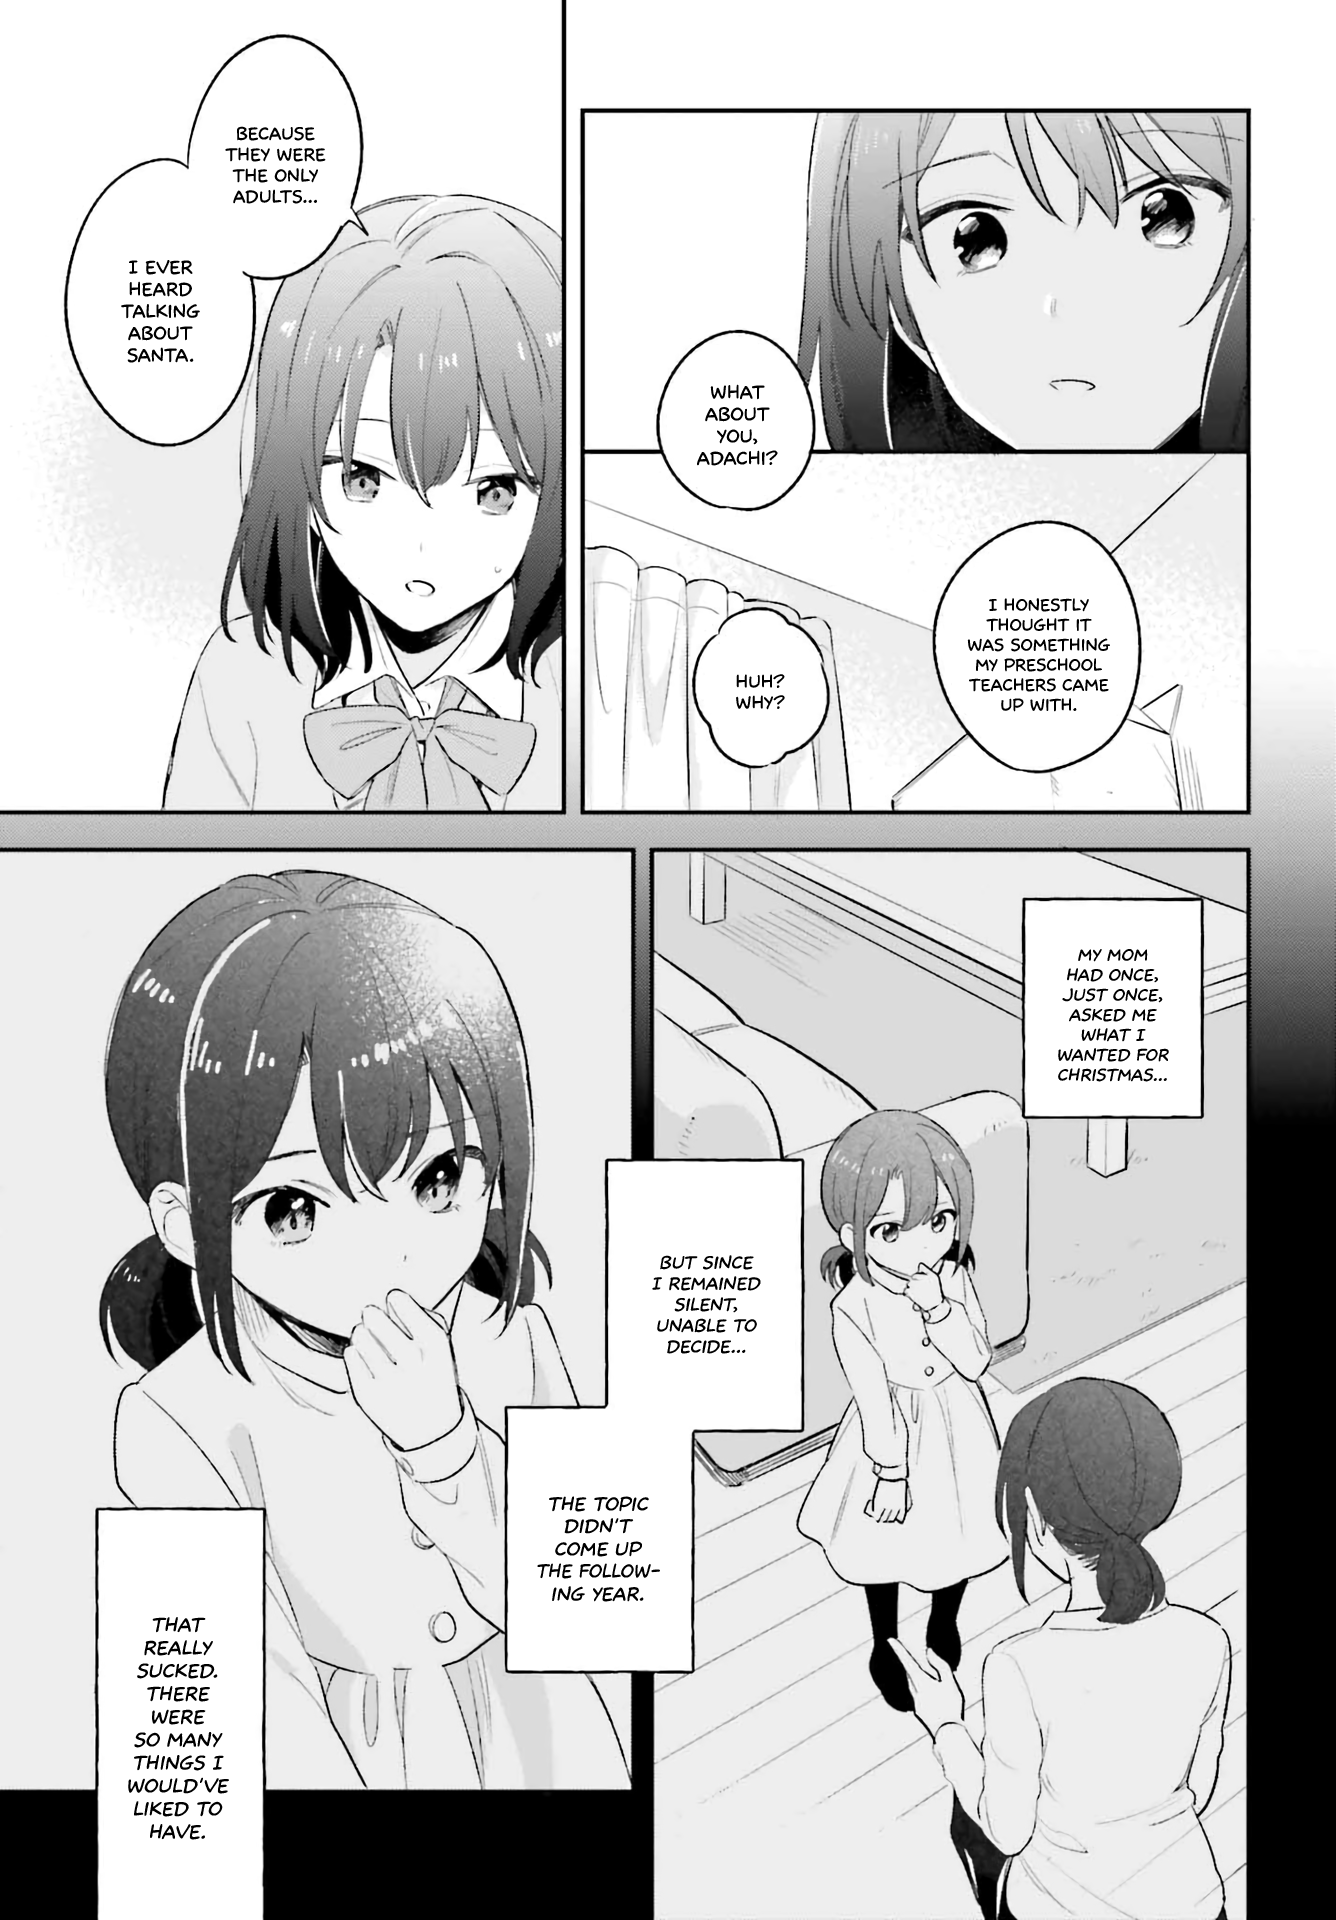 WHAT
ABOUT
YOU,
ADACHI?
I HONESTLY
THOUGHT IT
WAS SOMETHING
MY PRESCHOOL
TEACHERS CAME
UP WITH.
HUH?
WHY?
BECAUSE
THEY WERE
THE ONLY
ADULTS...
I EVER
HEARD
TALKING
ABOUT
SANTA.
MY MOM
HAD ONCE,
JUST ONCE,
ASKED ME
WHAT I
WANTED FOR
CHRISTMAS...
BUT SINCE
I REMAINED
SILENT,
UNABLE TO
DECIDE...
THE TOPIC
DIDN'T
COME UP
THE FOLLOW-
ING YEAR.
THAT
REALLY
SUCKED.
THERE
WERE
SO MANY
THINGS I
WOULD'VE
LIKED TO
HAVE.